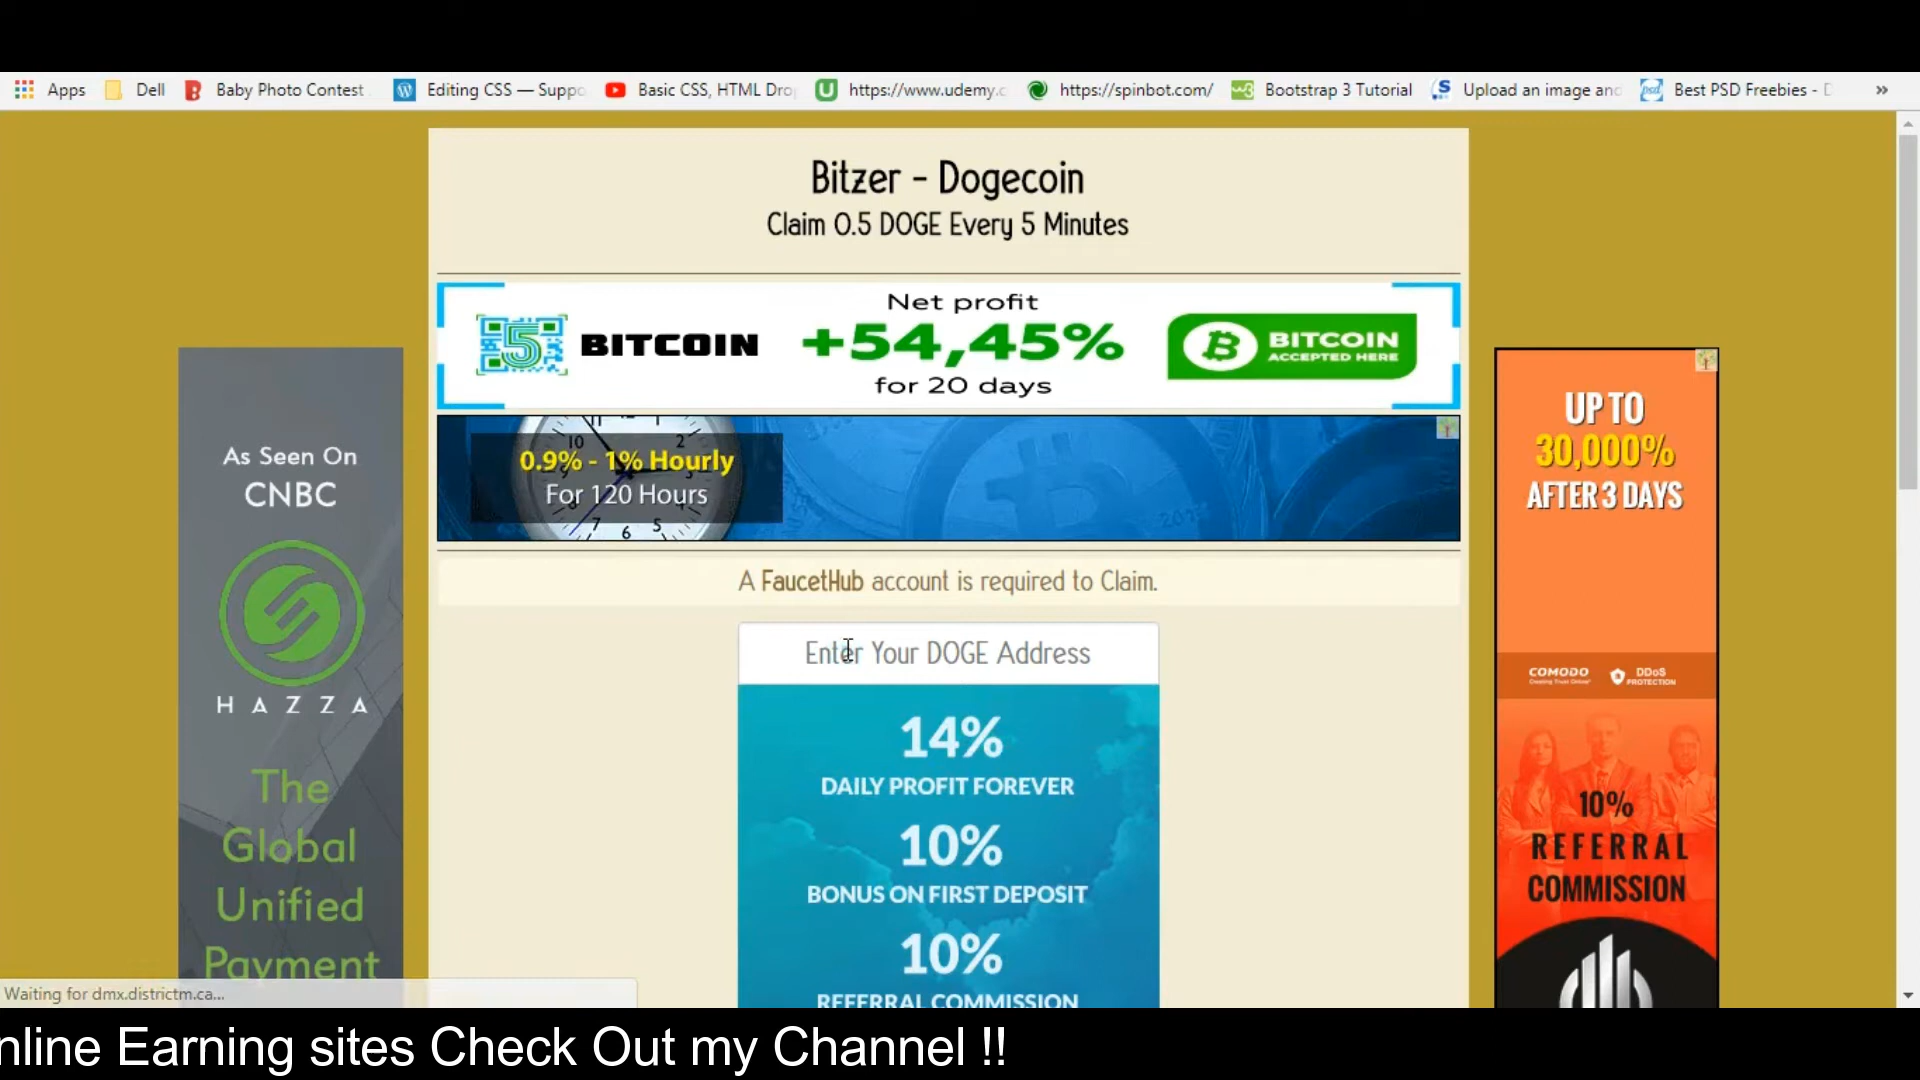 Apps Dell Baby Photo Contest Editing CSS — Suppo Basic CSS, HTML Dro https://www.udemy.c https://spinbot.com/ Bootstrap 3 Tutorial Upload an image an Best PSD Freebies - D »
Bitzer - Dogecoin
Claim 0.5 DOGE Every 5 Minutes
5 BITCOIN
Net profit
+54,45%
for 20 days
BITCOIN
ACCEPTED HERE
0.9% - 1% Hourly
For 120 Hours
A FaucetHub account is required to Claim.
Enter Your DOGE Address
14%
DAILY PROFIT FOREVER
10%
BONUS ON FIRST DEPOSIT
10%
REFERRAL COMMISSION
As Seen On
CNBC
HAZZA
The
Global
Unified
Payment
UP TO
30,000%
AFTER 3 DAYS
COMODO
DDoS
PROTECTION
10%
REFERRAL
COMMISSION
Waiting for dmx.districtm.ca...
nline Earning sites Check Out my Channel !!